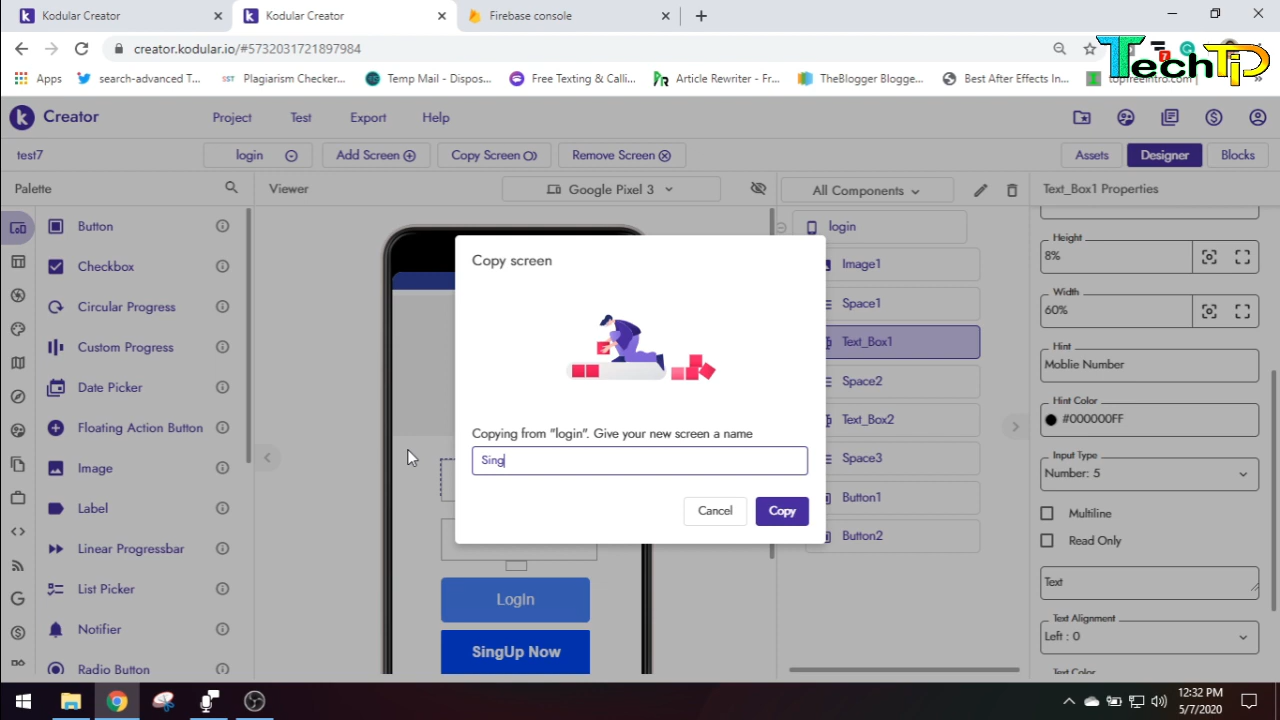 Kodular Creator
Kodular Creator
Firebase console
creator.kodular.io/#5732031721897984
TechTip
Apps
search-advanced T...
SST
Plagiarism Checker...
Temp Mail - Dispos...
Free Texting & Calli...
Article Rewriter - Fr...
TheBlogger Blogge...
Best After Effects In...
topfreeintro.com
Creator
Project
Test
Export
Help
test7
login
Add Screen
Copy Screen
Remove Screen
Assets
Designer
Blocks
Palette
Viewer
Google Pixel 3
All Components
Text_Box1 Properties
Button
Checkbox
Circular Progress
Custom Progress
Date Picker
Floating Action Button
Image
Label
Linear Progressbar
List Picker
Notifier
Radio Button
Copy screen
Copying from "login". Give your new screen a name
Sing
Cancel
Copy
LogIn
SingUp Now
login
Image1
Space1
Text_Box1
Space2
Text_Box2
Space3
Button1
Button2
Height
8%
Width
60%
Hint
Moblie Number
Hint Color
#000000FF
Input Type
Number: 5
Multiline
Read Only
Text
Text Alignment
Left : 0
12:32 PM
5/7/2020